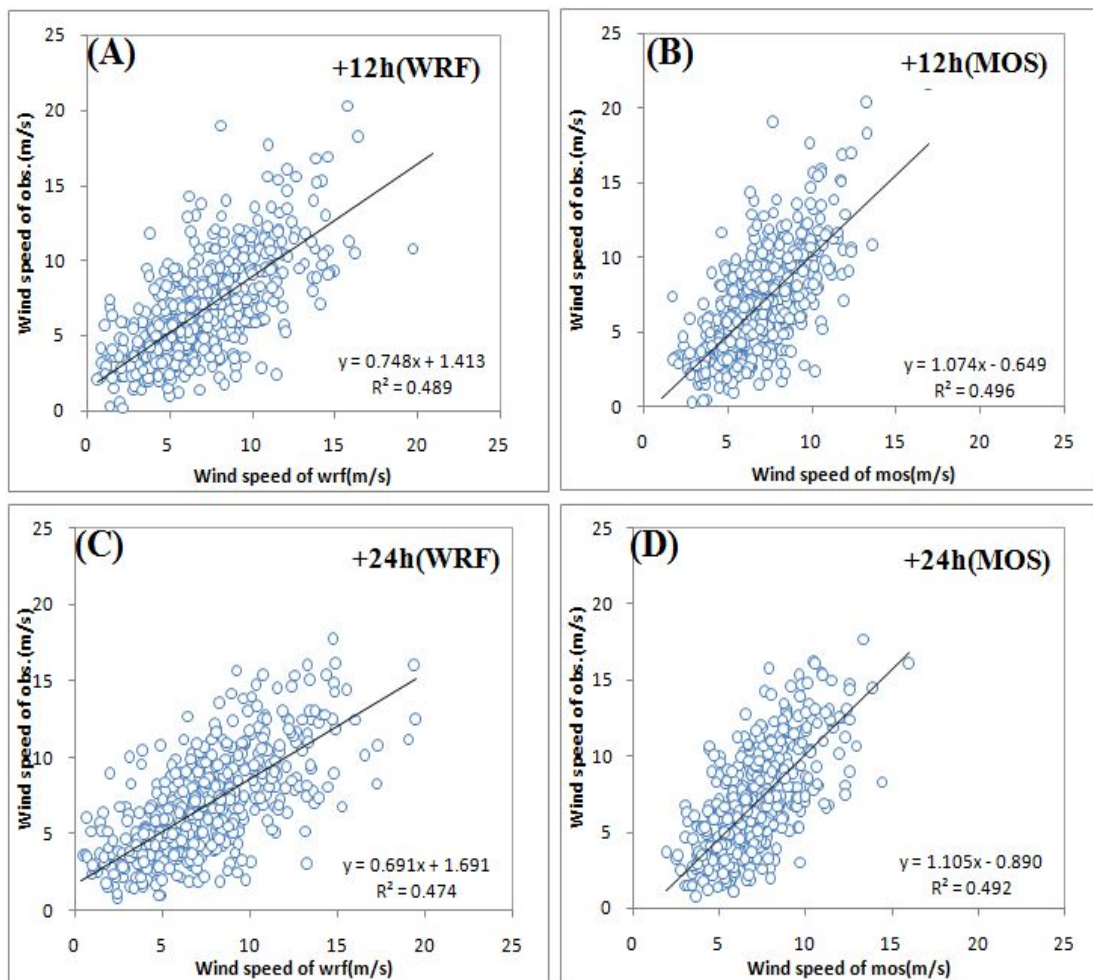 (A)
+12h(WRF)
25
20
15
10
5
0
Wind speed of obs.(m/s)
y = 0.748x + 1.413
R² = 0.489
0 5 10 15 20 25
Wind speed of wrf(m/s)
(B)
+12h(MOS)
25
20
15
10
5
0
Wind speed of obs.(m/s)
y = 1.074x - 0.649
R² = 0.496
0 5 10 15 20 25
Wind speed of mos(m/s)
(C)
+24h(WRF)
25
20
15
10
5
0
Wind speed of obs.(m/s)
y = 0.691x + 1.691
R² = 0.474
0 5 10 15 20 25
Wind speed of wrf(m/s)
(D)
+24h(MOS)
25
20
15
10
5
0
Wind speed of obs.(m/s)
y = 1.105x - 0.890
R² = 0.492
0 5 10 15 20 25
Wind speed of mos(m/s)